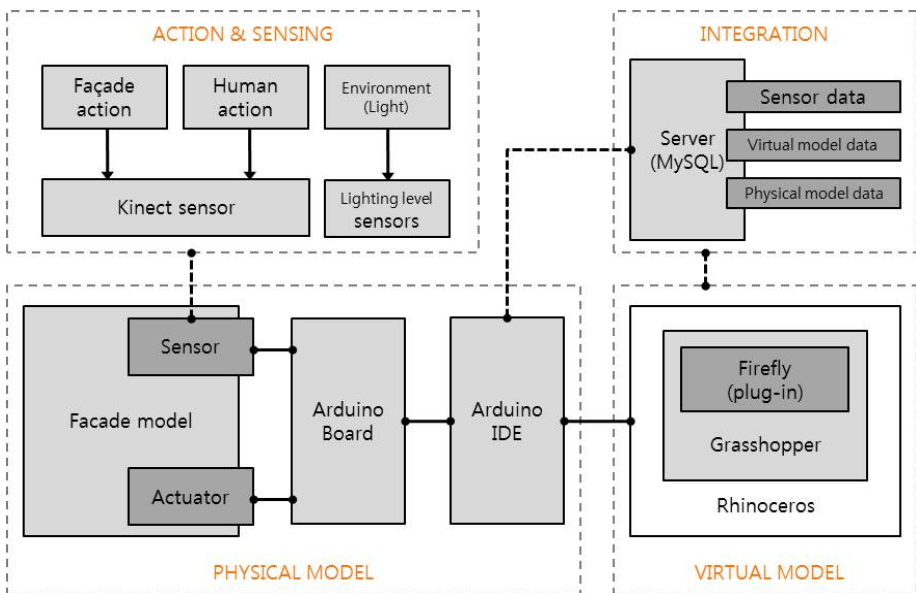 ACTION & SENSING
Façade
action
Human
action
Environment
(Light)
Kinect sensor
Lighting level
sensors
INTEGRATION
Server
(MySQL)
Sensor data
Virtual model data
Physical model data
Sensor
Facade model
Actuator
Arduino
Board
Arduino
IDE
PHYSICAL MODEL
Firefly
(plug-in)
Grasshopper
Rhinoceros
VIRTUAL MODEL